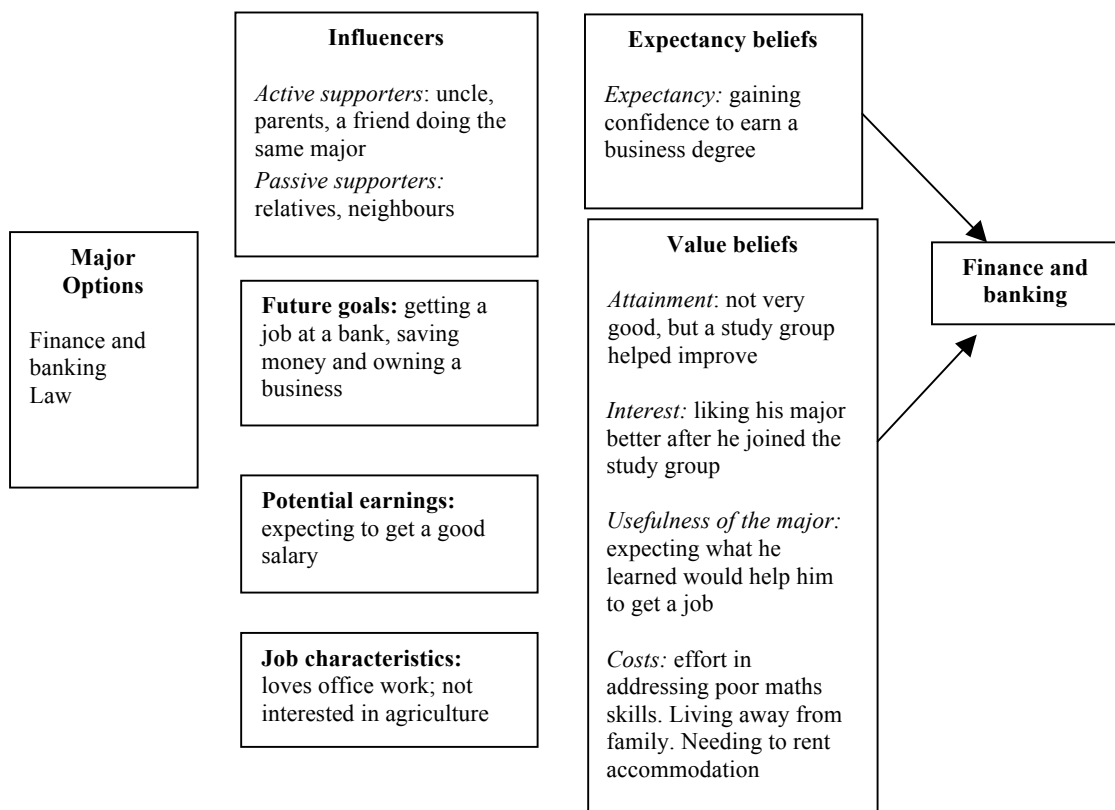 Major
Options
Finance and
banking
Law
Influencers
Active supporters: uncle,
parents, a friend doing the
same major
Passive supporters:
relatives, neighbours
Future goals: getting a
job at a bank, saving
money and owning a
business
Potential earnings:
expecting to get a good
salary
Job characteristics:
loves office work; not
interested in agriculture
Expectancy beliefs
Expectancy: gaining
confidence to earn a
business degree
Value beliefs
Attainment: not very
good, but a study group
helped improve
Interest: liking his major
better after he joined the
study group
Usefulness of the major:
expecting what he
learned would help him
to get a job
Costs: effort in
addressing poor maths
skills. Living away from
family. Needing to rent
accommodation
Finance and
banking